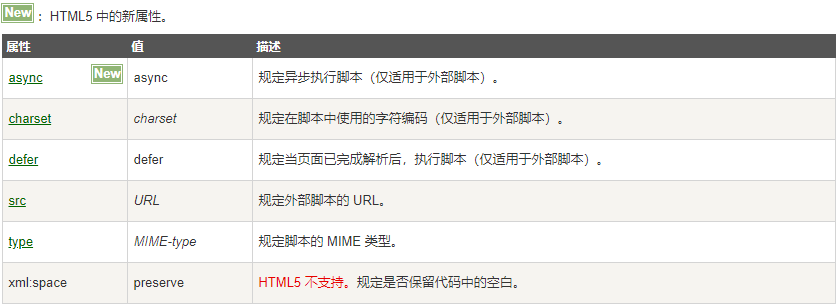 New : HTML5 中的新属性。
属性 值 描述
async New async 规定异步执行脚本（仅适用于外部脚本）。
charset charset 规定在脚本中使用的字符编码（仅适用于外部脚本）。
defer defer 规定当页面已完成解析后，执行脚本（仅适用于外部脚本）。
src URL 规定外部脚本的 URL。
type MIME-type 规定脚本的 MIME 类型。
xml:space preserve HTML5 不支持。规定是否保留代码中的空白。